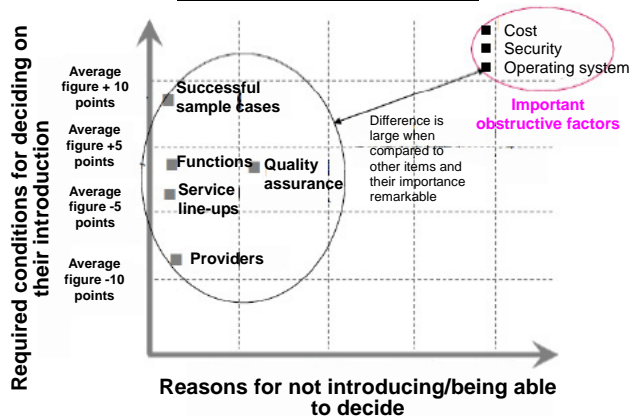 Required conditions for deciding on
their introduction
Average
figure + 10
points
Average
figure +5
points
Average
figure -5
points
Average
figure -10
points
Successful
sample cases
Functions
Quality
assurance
Service
line-ups
Providers
Cost
Security
Operating system
Important
obstructive factors
Difference is
large when
compared to
other items and
their importance
remarkable
Reasons for not introducing/being able
to decide